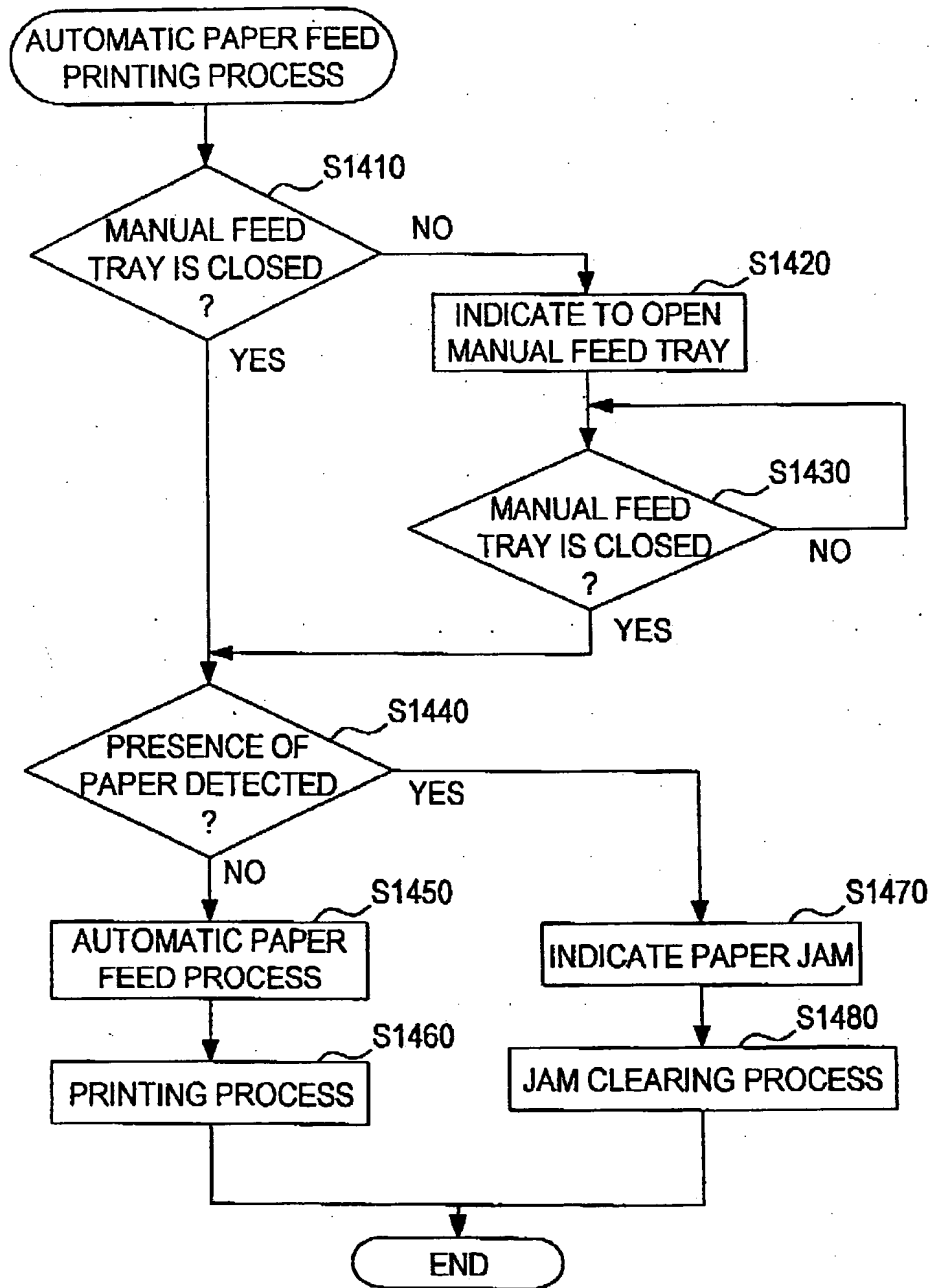 AUTOMATIC PAPER FEED
PRINTING PROCESS
S1410
MANUAL FEED
TRAY IS CLOSED
?
NO
YES
S1420
INDICATE TO OPEN
MANUAL FEED TRAY
S1430
MANUAL FEED
TRAY IS CLOSED
?
NO
YES
S1440
PRESENCE OF
PAPER DETECTED
?
YES
NO
S1450
AUTOMATIC PAPER
FEED PROCESS
S1460
PRINTING PROCESS
S1470
INDICATE PAPER JAM
S1480
JAM CLEARING PROCESS
END